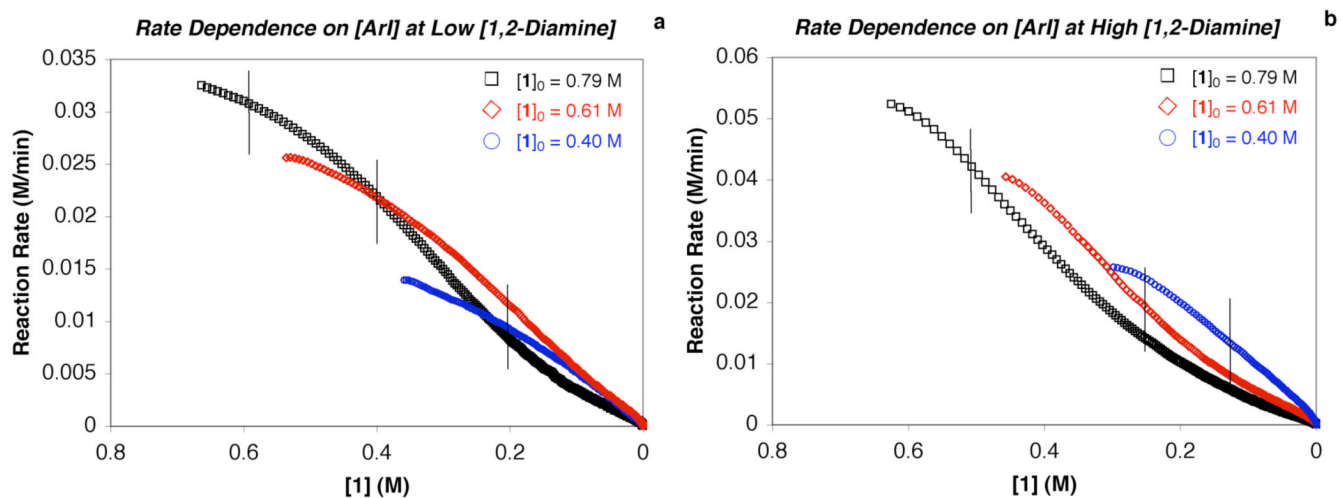 Rate Dependence on [ArI] at Low [1,2-Diamine]
a
0.035
0.03
0.025
0.02
0.015
0.01
0.005
0
Reaction Rate (M/min)
[1]₀ = 0.79 M
[1]₀ = 0.61 M
[1]₀ = 0.40 M
0.8
0.6
0.4
0.2
0
[1] (M)
Rate Dependence on [ArI] at High [1,2-Diamine]
b
0.06
0.05
0.04
0.03
0.02
0.01
0
Reaction Rate (M/min)
[1]₀ = 0.79 M
[1]₀ = 0.61 M
[1]₀ = 0.40 M
0.8
0.6
0.4
0.2
0
[1] (M)